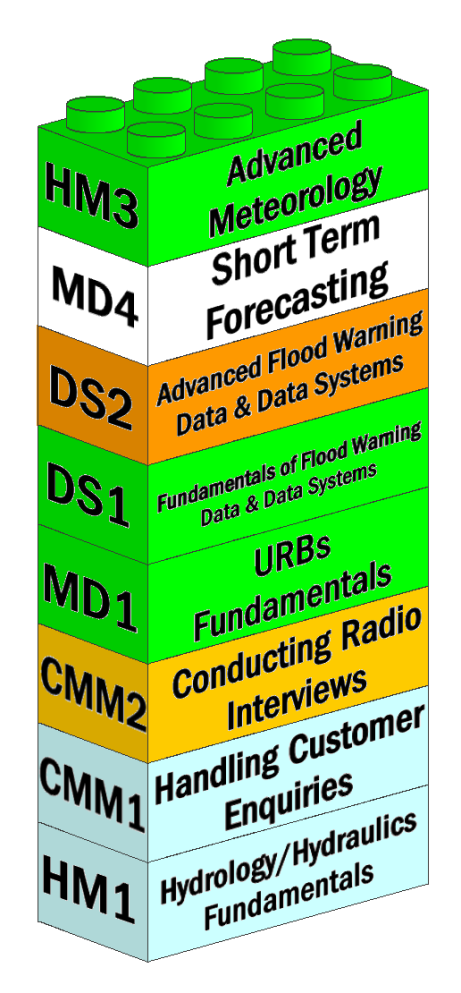 HM3
Advanced
Meteorology
MD4
Short Term
Forecasting
DS2
Advanced Flood Warning
Data & Data Systems
DS1
Fundamentals of Flood Warning
Data & Data Systems
MD1
URBs
Fundamentals
CMM2
Conducting Radio
Interviews
CMM1
Handling Customer
Enquiries
HM1
Hydrology/Hydraulics
Fundamentals